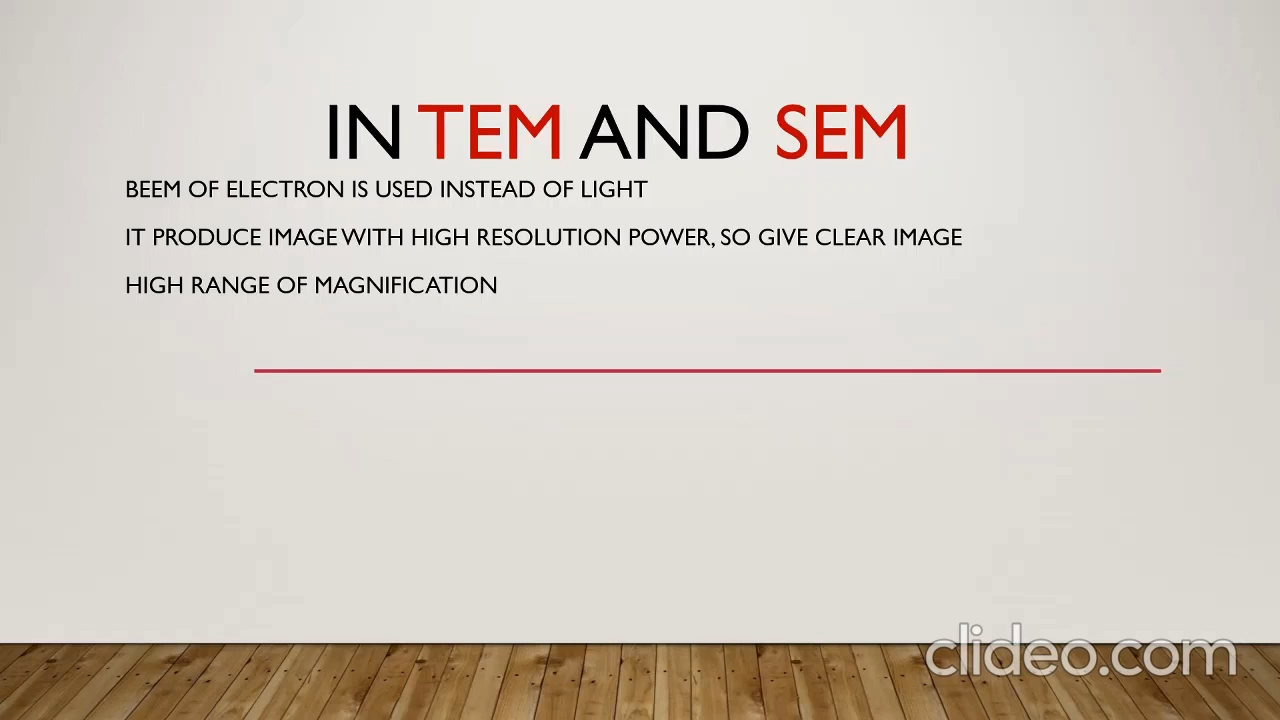 IN TEM AND SEM
BEEM OF ELECTRON IS USED INSTEAD OF LIGHT
IT PRODUCE IMAGE WITH HIGH RESOLUTION POWER, SO GIVE CLEAR IMAGE
HIGH RANGE OF MAGNIFICATION
clideo.com